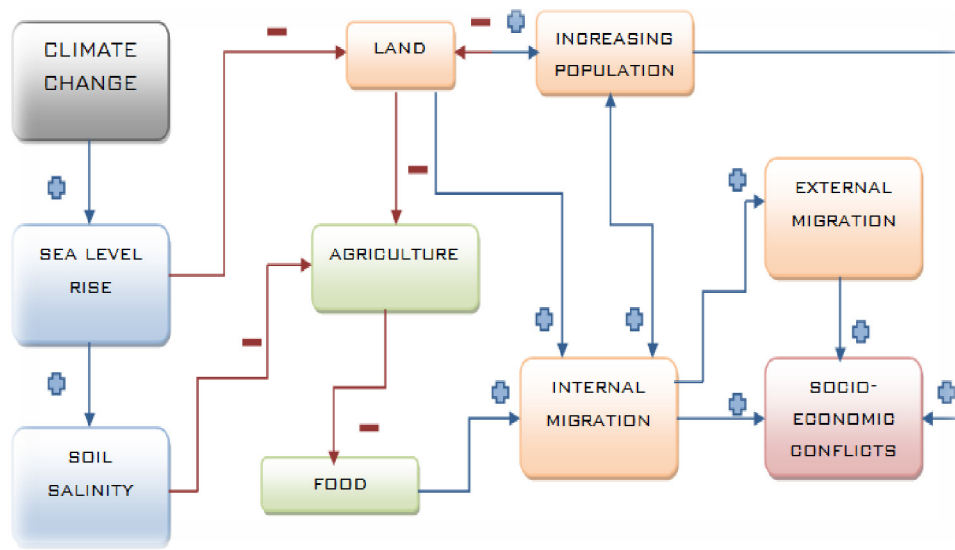 CLIMATE
CHANGE
LAND
INCREASING
POPULATION
EXTERNAL
MIGRATION
SEA LEVEL
RISE
AGRICULTURE
INTERNAL
MIGRATION
SOCIO-
ECONOMIC
CONFLICTS
SOIL
SALINITY
FOOD